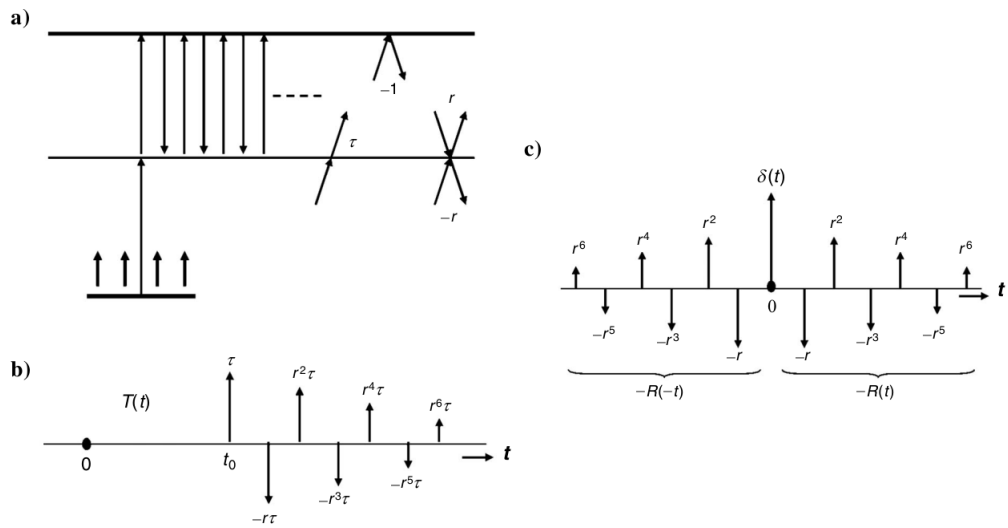 a)
−1
r
τ
−r
b)
T(t)
τ
r²τ
r⁴τ
r⁶τ
0
t₀
t
−rτ
−r³τ
−r⁵τ
c)
δ(t)
r⁶
r⁴
r²
r²
r⁴
r⁶
0
t
−r⁵
−r³
−r
−r
−r³
−r⁵
−R(−t)
−R(t)